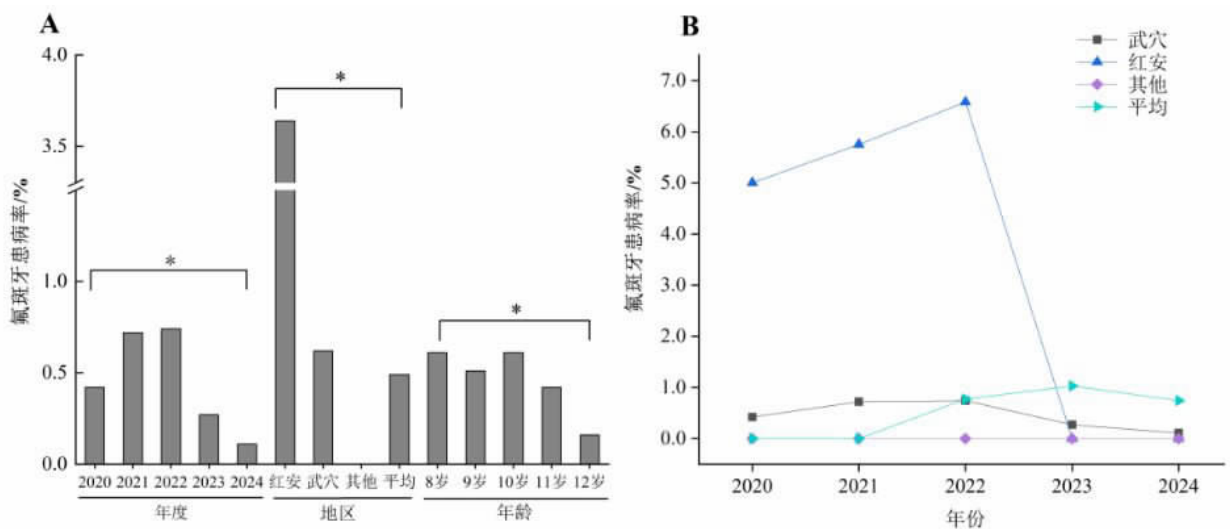 A
氟斑牙患病率/%
4.0
3.5
1.0
0.5
0.0
*
*
*
2020 2021 2022 2023 2024 红安 武穴 其他 平均 8岁 9岁 10岁 11岁 12岁
年度 地区 年龄
B
武穴
红安
其他
平均
氟斑牙患病率/%
7.0
6.0
5.0
4.0
3.0
2.0
1.0
0.0
2020 2021 2022 2023 2024
年份